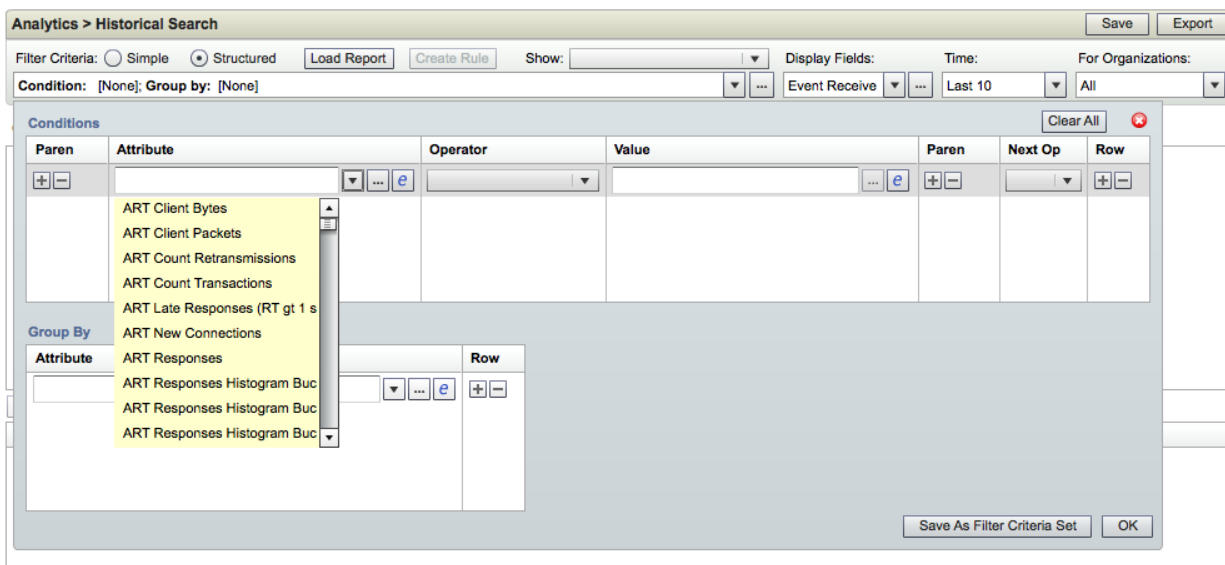 Analytics > Historical Search Save Export
Filter Criteria: Simple Structured Load Report Create Rule Show: Display Fields: Time: For Organizations:
Condition: [None]; Group by: [None] ... Event Receive ... Last 10 All
Conditions Clear All
Paren Attribute Operator Value Paren Next Op Row
... e ... e
ART Client Bytes
ART Client Packets
ART Count Retransmissions
ART Count Transactions
ART Late Responses (RT gt 1 s
Group By
ART New Connections
Attribute ART Responses Row
ART Responses Histogram Buc ... e
ART Responses Histogram Buc
ART Responses Histogram Buc
Save As Filter Criteria Set OK